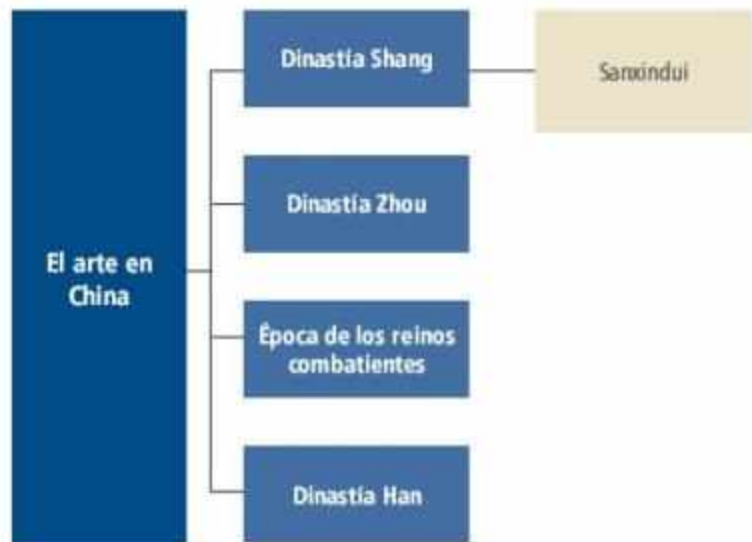 El arte en
China
Dinastía Shang
Sanxindui
Dinastía Zhou
Época de los reinos
combatientes
Dinastía Han